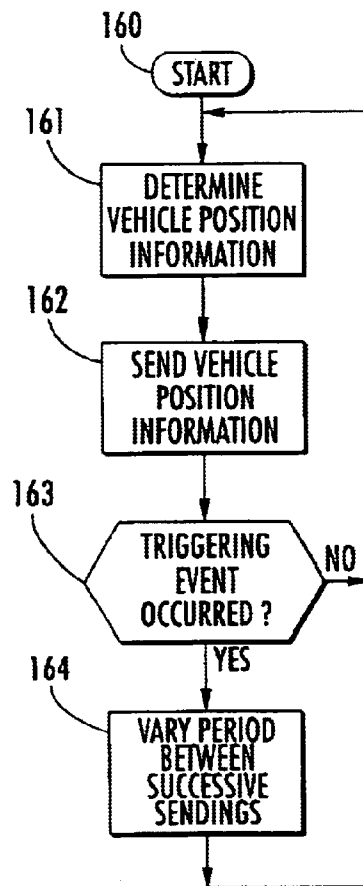 160
START
161
DETERMINE
VEHICLE POSITION
INFORMATION
162
SEND VEHICLE
POSITION
INFORMATION
163
TRIGGERING
EVENT
OCCURRED ?
NO
YES
164
VARY PERIOD
BETWEEN
SUCCESSIVE
SENDINGS